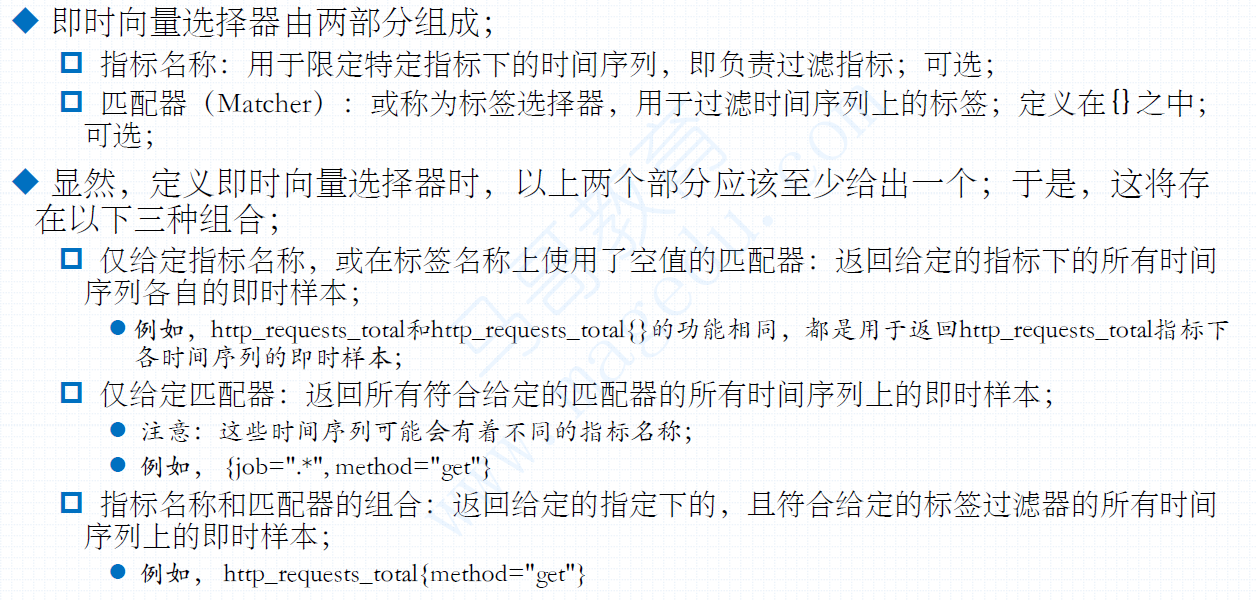 即时向量选择器由两部分组成；
指标名称：用于限定特定指标下的时间序列，即负责过滤指标；可选；
匹配器（Matcher）：或称为标签选择器，用于过滤时间序列上的标签；定义在{}之中；
可选；
显然，定义即时向量选择器时，以上两个部分应该至少给出一个；于是，这将存
在以下三种组合；
仅给定指标名称，或在标签名称上使用了空值的匹配器：返回给定的指标下的所有时间
序列各自的即时样本；
例如，http_requests_total和http_requests_total{}的功能相同，都是用于返回http_requests_total指标下
各时间序列的即时样本；
仅给定匹配器：返回所有符合给定的匹配器的所有时间序列上的即时样本；
注意：这些时间序列可能会有着不同的指标名称；
例如， {job=".*", method="get"}
指标名称和匹配器的组合：返回给定的指定下的，且符合给定的标签过滤器的所有时间
序列上的即时样本；
例如， http_requests_total{method="get"}
马哥教育
www.magedu.com